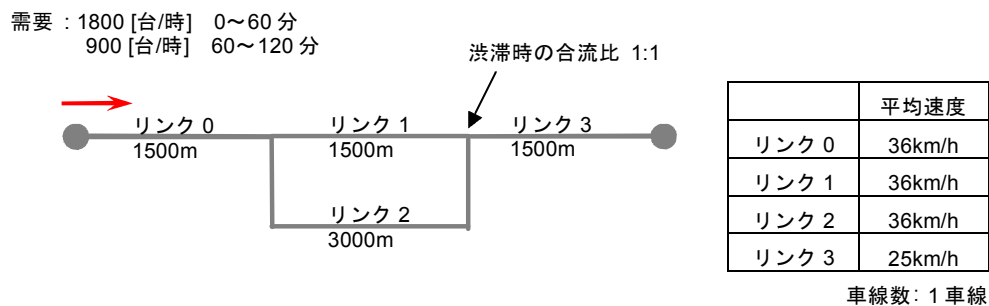 需要：1800 [台/時]　0～60 分
900 [台/時]　60～120 分
渋滞時の合流比 1:1
リンク 0
1500m
リンク 1
1500m
リンク 3
1500m
リンク 2
3000m
平均速度
リンク 0　36km/h
リンク 1　36km/h
リンク 2　36km/h
リンク 3　25km/h
車線数：1 車線